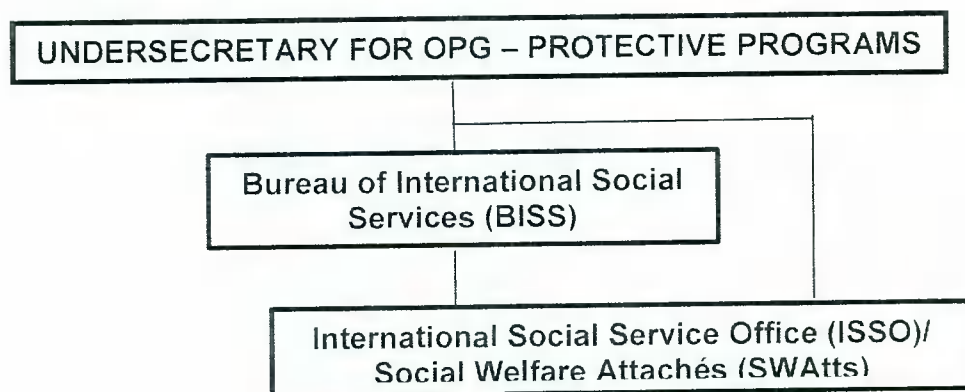 UNDERSECRETARY FOR OPG – PROTECTIVE PROGRAMS
Bureau of International Social
Services (BISS)
International Social Service Office (ISSO)/
Social Welfare Attachés (SWAtts)